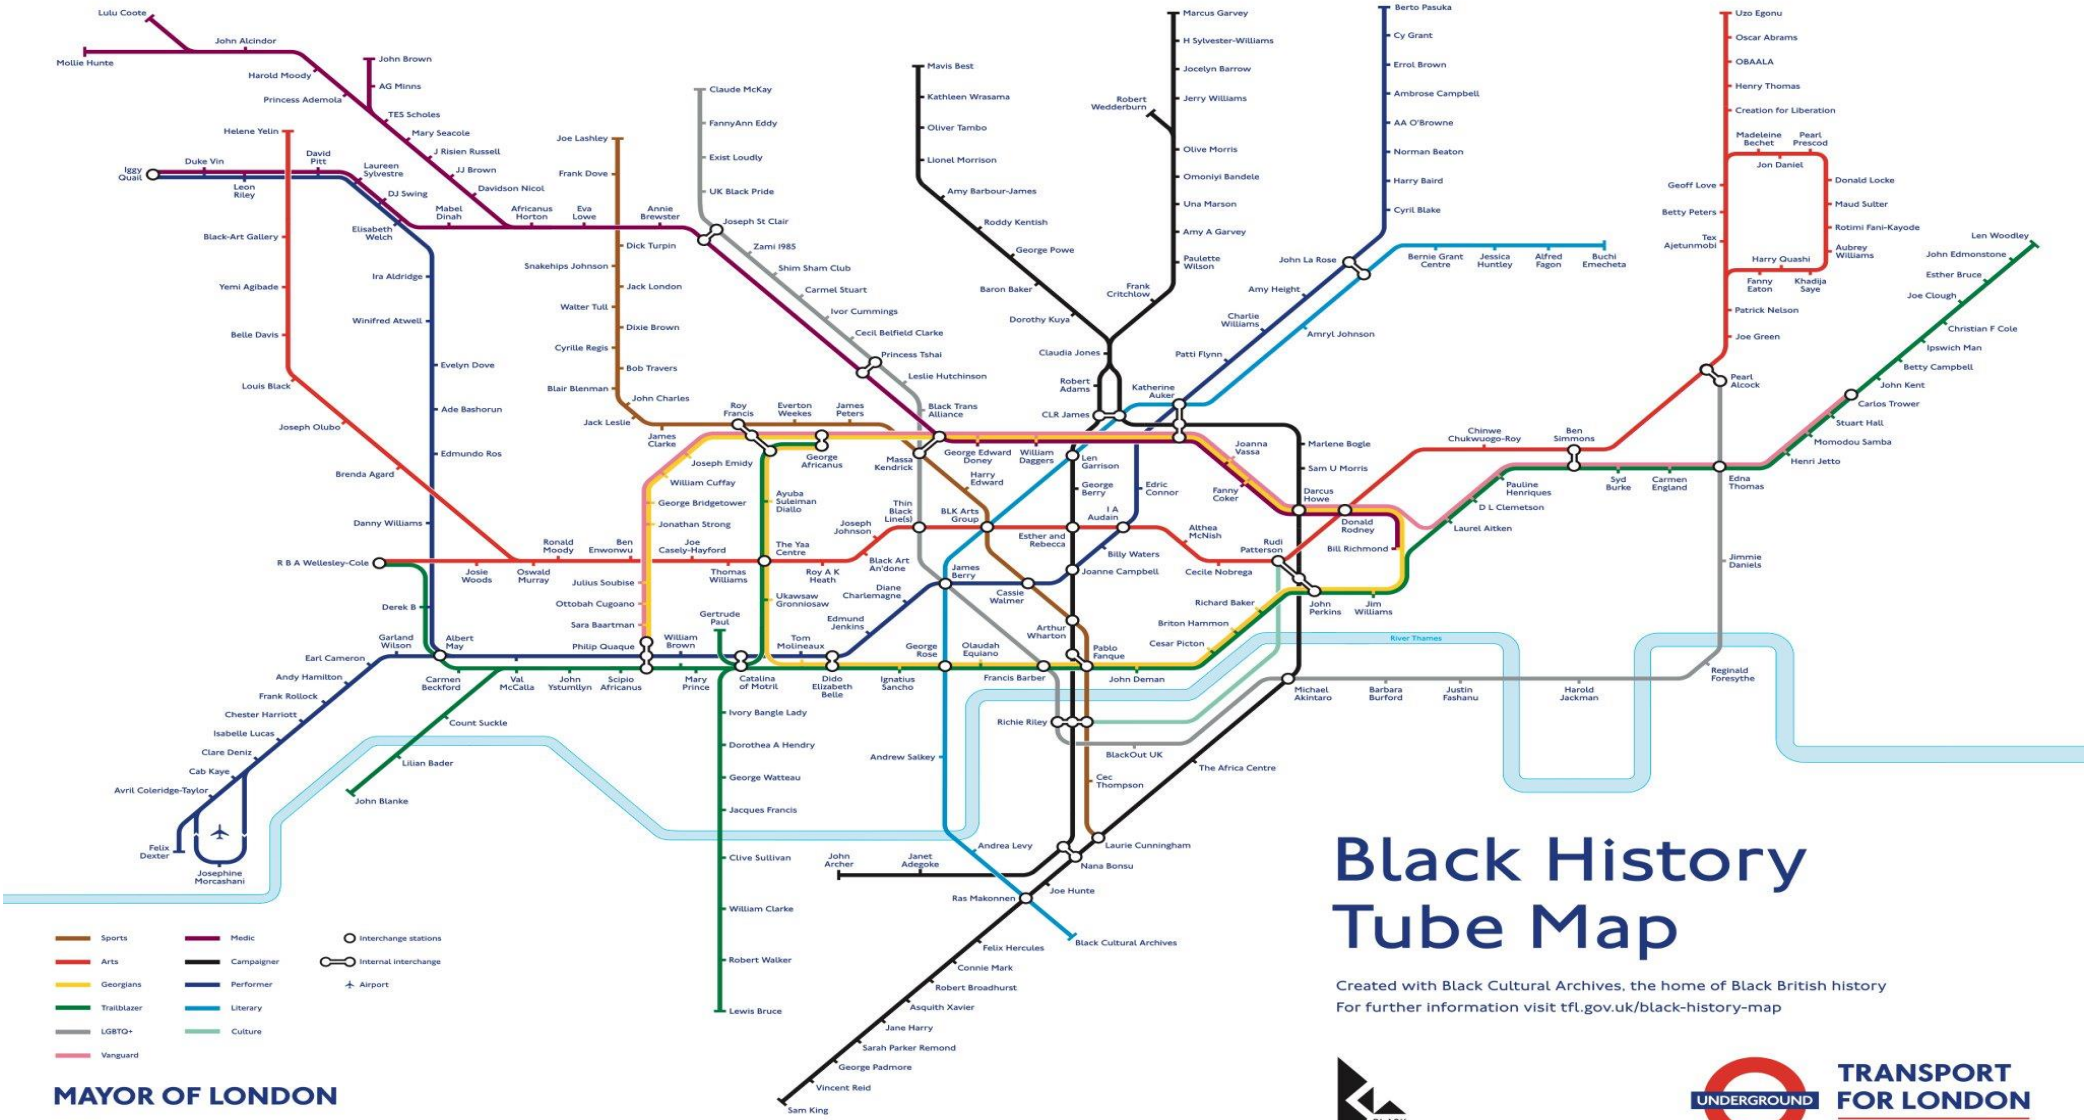 Lulu Coote
Mollie Hunte
John Alcindor
Harold Moody
Princess Ademola
John Brown
AG Minns
TES Scholes
Mary Seacole
J Risien Russell
JJ Brown
Davidson Nicol
Helene Yelin
Iggy
Quail
Duke Vin
Leon
Riley
David
Pitt
Laureen
Sylvestre
DJ Swing
Elisabeth
Welch
Mabel
Dinah
Africanus
Horton
Eva
Lowe
Annie
Brewster
Black-Art Gallery
Yemi Agibade
Belle Davis
Louis Black
Joseph Olubo
Brenda Agard
Ira Aldridge
Winifred Atwell
Evelyn Dove
Ade Bashorun
Edmundo Ros
Danny Williams
Joe Lashley
Frank Dove
Dick Turpin
Snakehips Johnson
Jack London
Walter Tull
Dixie Brown
Cyrille Regis
Bob Travers
Blair Blenman
John Charles
Jack Leslie
James
Clarke
Roy
Francis
Everton
Weekes
James
Peters
Claude McKay
FannyAnn Eddy
Exist Loudly
UK Black Pride
Joseph St Clair
Zami 1985
Shim Sham Club
Carmel Stuart
Ivor Cummings
Cecil Belfield Clarke
Princess Tshai
Leslie Hutchinson
Black Trans
Alliance
Mavis Best
Kathleen Wrasama
Oliver Tambo
Lionel Morrison
Amy Barbour-James
Roddy Kentish
George Powe
Baron Baker
Dorothy Kuya
Claudia Jones
Robert
Adams
CLR James
Marcus Garvey
H Sylvester-Williams
Jocelyn Barrow
Jerry Williams
Robert
Wedderburn
Olive Morris
Omoniyi Bandele
Una Marson
Amy A Garvey
Paulette
Wilson
Frank
Critchlow
Berto Pasuka
Cy Grant
Errol Brown
Ambrose Campbell
AA O'Browne
Norman Beaton
Harry Baird
Cyril Blake
John La Rose
Amy Height
Charlie
Williams
Patti Flynn
Katherine
Auker
Amryl Johnson
Bernie Grant
Centre
Jessica
Huntley
Alfred
Fagon
Buchi
Emecheta
Uzo Egonu
Oscar Abrams
OBAALA
Henry Thomas
Creation for Liberation
Madeleine
Bechet
Pearl
Prescod
Jon Daniel
Geoff Love
Betty Peters
Tex
Ajetunmobi
Donald Locke
Maud Sulter
Rotimi Fani-Kayode
Aubrey
Williams
Harry Quashi
Fanny
Eaton
Khadija
Saye
Patrick Nelson
Joe Green
Pearl
Alcock
Len Woodley
John Edmonstone
Esther Bruce
Joe Clough
Christian F Cole
Ipswich Man
Betty Campbell
John Kent
Carlos Trower
Stuart Hall
Momodou Samba
Henri Jetto
Edna
Thomas
Carmen
England
Syd
Burke
Ben
Simmons
Chinwe
Chukwuogo-Roy
Pauline
Henriques
D L Clemetson
Laurel Aitken
Jimmie
Daniels
Reginald
Foresythe
Joseph Emidy
William Cuffay
George Bridgetower
Jonathan Strong
George
Africanus
Ayuba
Suleiman
Diallo
Massa
Kendrick
George Edward
Doney
William
Daggers
Harry
Edward
Len
Garrison
George
Berry
Edric
Connor
Joanna
Vassa
Fanny
Coker
Marlene Bogle
Sam U Morris
Darcus
Howe
Donald
Rodney
Bill Richmond
Thin
Black
Line(s)
BLK Arts
Group
Esther and
Rebecca
I A
Audain
Althea
McNish
Billy Waters
Joanne Campbell
Cecile Nobrega
Rudi
Patterson
John
Perkins
Jim
Williams
R B A Wellesley-Cole
Josie
Woods
Ronald
Moody
Oswald
Murray
Ben
Enwonwu
Joe
Casely-Hayford
Thomas
Williams
The Yaa
Centre
Roy A K
Heath
Joseph
Johnson
Black Art
An'done
Julius Soubise
Ottobah Cugoano
Sara Baartman
Philip Quaque
Gertrude
Paul
Ukawsaw
Gronniosaw
Diane
Charlemagne
Edmund
Jenkins
James
Berry
Cassie
Walmer
Arthur
Wharton
Richard Baker
Briton Hammon
Cesar Picton
Derek B
Garland
Wilson
Albert
May
Earl Cameron
Andy Hamilton
Frank Rollock
Chester Harriott
Isabelle Lucas
Clare Deniz
Cab Kaye
Avril Coleridge-Taylor
Felix
Dexter
Josephine
Morcashani
Carmen
Beckford
Val
McCalla
John
Ystumllyn
Scipio
Africanus
William
Brown
Mary
Prince
Catalina
of Motril
Tom
Molineaux
Dido
Elizabeth
Belle
George
Rose
Ignatius
Sancho
Olaudah
Equiano
Francis Barber
Pablo
Fanque
John Deman
River Thames
Count Suckle
Lilian Bader
John Blanke
Ivory Bangle Lady
Dorothea A Hendry
George Watteau
Jacques Francis
Clive Sullivan
William Clarke
Robert Walker
Lewis Bruce
Richie Riley
BlackOut UK
Michael
Akintaro
Barbara
Burford
Justin
Fashanu
Harold
Jackman
The Africa Centre
Andrew Salkey
Cec
Thompson
Andrea Levy
Laurie Cunningham
Nana Bonsu
John
Archer
Janet
Adegoke
Joe Hunte
Ras Makonnen
Black Cultural Archives
Felix Hercules
Connie Mark
Robert Broadhurst
Asquith Xavier
Jane Harry
Sarah Parker Remond
George Padmore
Vincent Reid
Sam King
Sports
Arts
Georgians
Trailblazer
LGBTQ+
Vanguard
Medic
Campaigner
Performer
Literary
Culture
Interchange stations
Internal interchange
Airport
MAYOR OF LONDON
Black History
Tube Map
Created with Black Cultural Archives, the home of Black British history
For further information visit tfl.gov.uk/black-history-map
UNDERGROUND
TRANSPORT
FOR LONDON